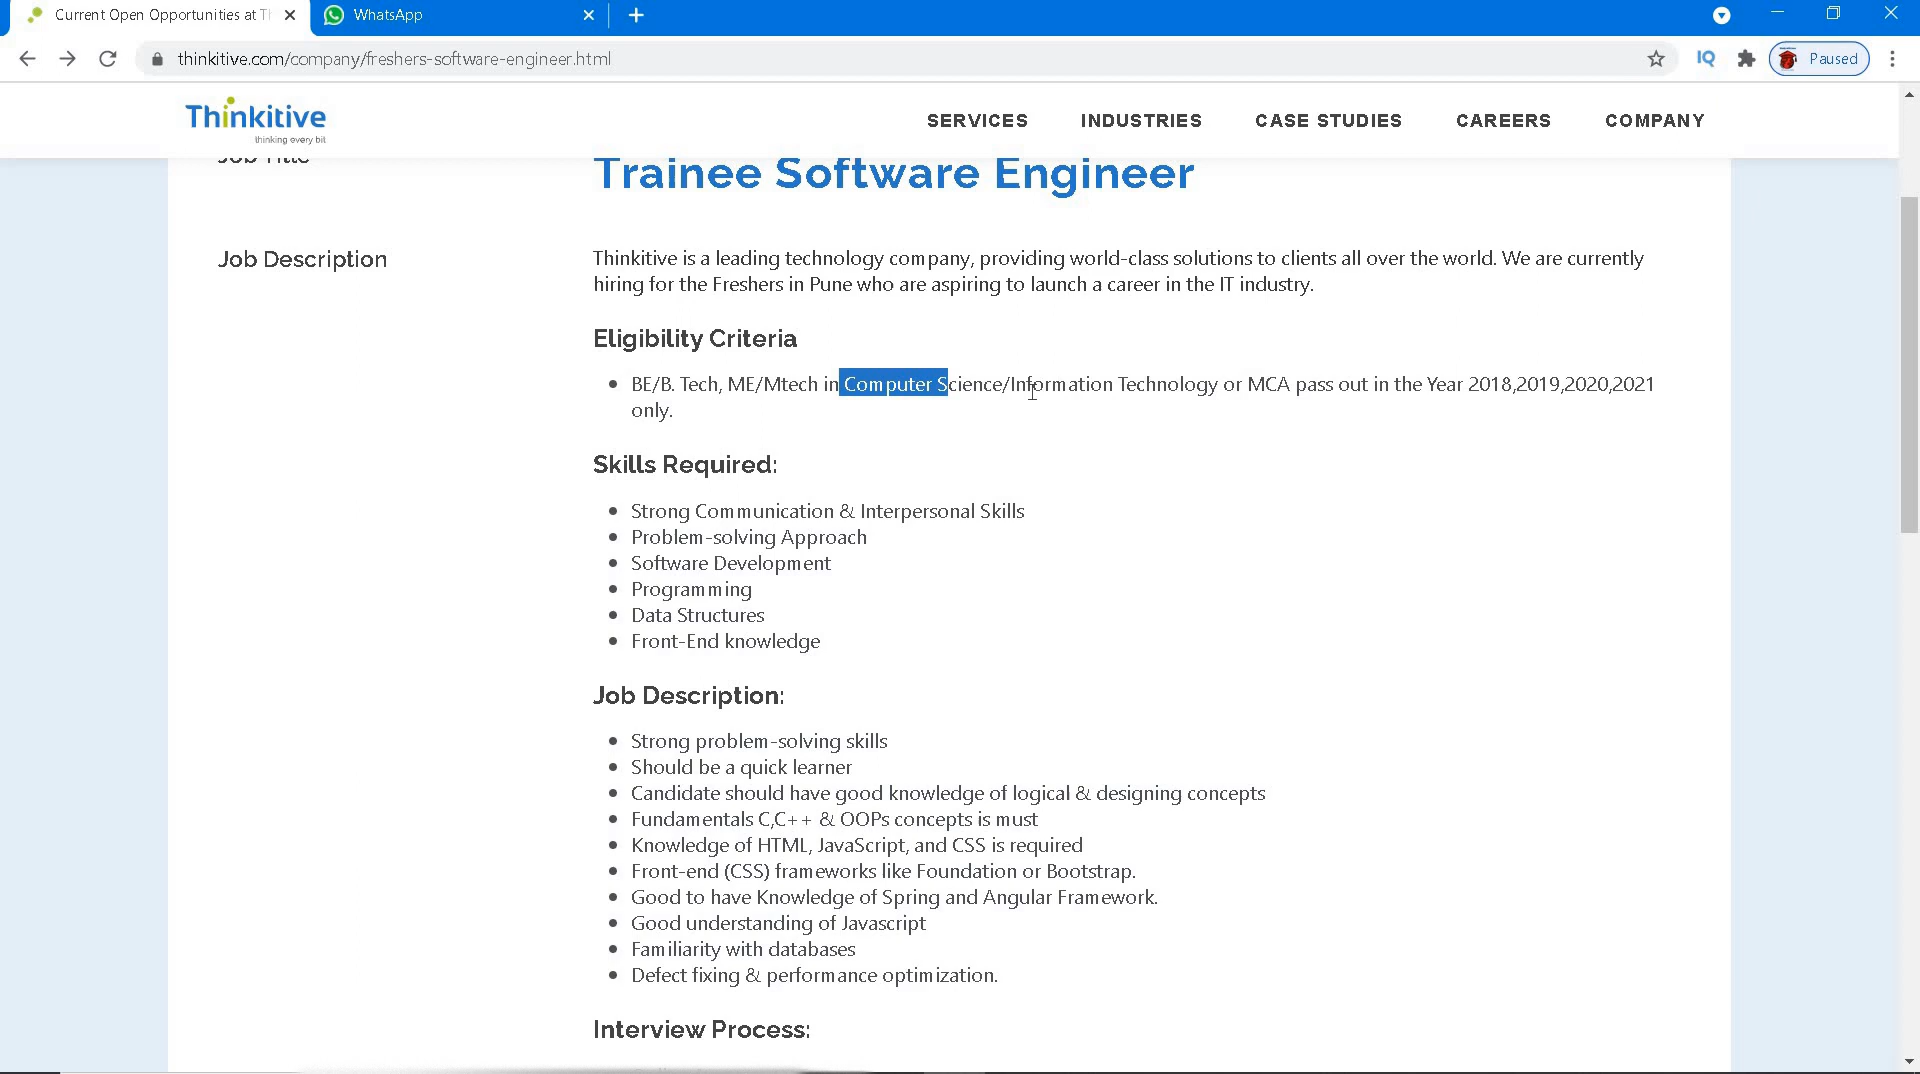 Current Open Opportunities at Th
WhatsApp
thinkitive.com/company/freshers-software-engineer.html
IQ
Paused
Thinkitive
thinking every bit
SERVICES
INDUSTRIES
CASE STUDIES
CAREERS
COMPANY
Job Title
Trainee Software Engineer
Job Description
Thinkitive is a leading technology company, providing world-class solutions to clients all over the world. We are currently
hiring for the Freshers in Pune who are aspiring to launch a career in the IT industry.
Eligibility Criteria
BE/B. Tech, ME/Mtech in Computer Science/Information Technology or MCA pass out in the Year 2018,2019,2020,2021
only.
Skills Required:
Strong Communication & Interpersonal Skills
Problem-solving Approach
Software Development
Programming
Data Structures
Front-End knowledge
Job Description:
Strong problem-solving skills
Should be a quick learner
Candidate should have good knowledge of logical & designing concepts
Fundamentals C,C++ & OOPs concepts is must
Knowledge of HTML, JavaScript, and CSS is required
Front-end (CSS) frameworks like Foundation or Bootstrap.
Good to have Knowledge of Spring and Angular Framework.
Good understanding of Javascript
Familiarity with databases
Defect fixing & performance optimization.
Interview Process: